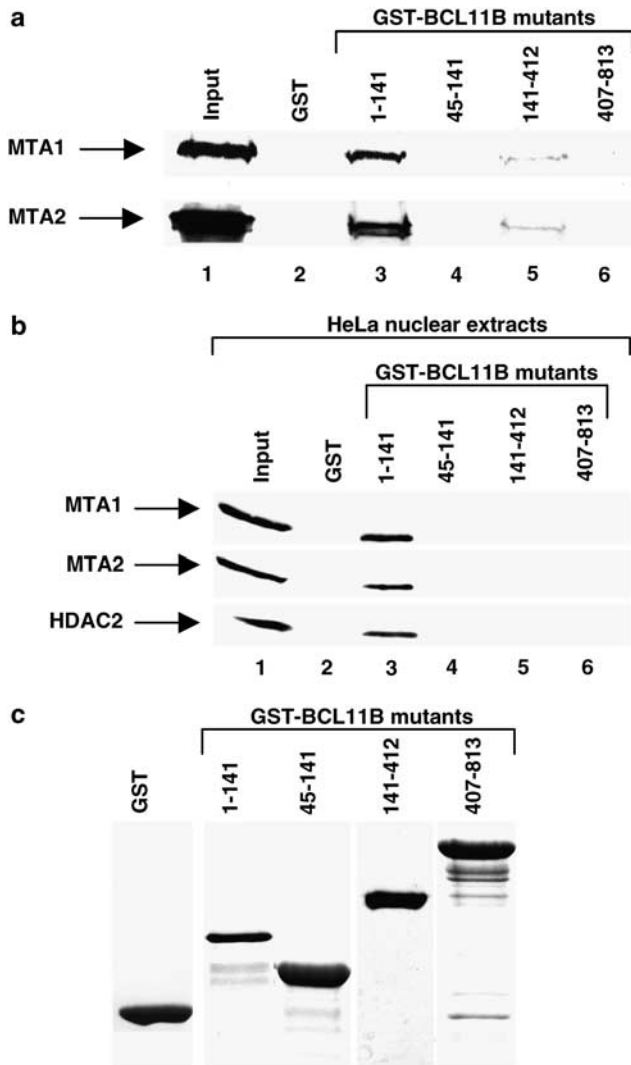 a
GST-BCL11B mutants
Input
GST
1-141
45-141
141-412
407-813
MTA1
MTA2
1 2 3 4 5 6
b
HeLa nuclear extracts
GST-BCL11B mutants
Input
GST
1-141
45-141
141-412
407-813
MTA1
MTA2
HDAC2
1 2 3 4 5 6
c
GST-BCL11B mutants
GST
1-141
45-141
141-412
407-813